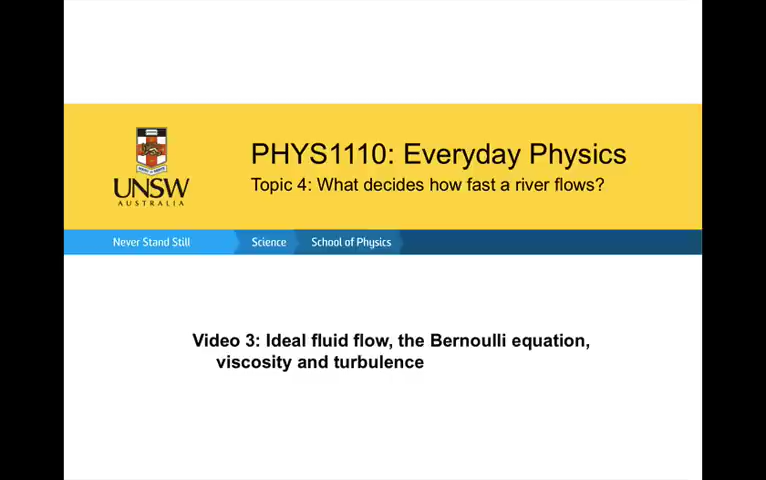 PHYS1110: Everyday Physics
Topic 4: What decides how fast a river flows?
UNSW
AUSTRALIA
Never Stand Still
Science
School of Physics
Video 3: Ideal fluid flow, the Bernoulli equation,
viscosity and turbulence